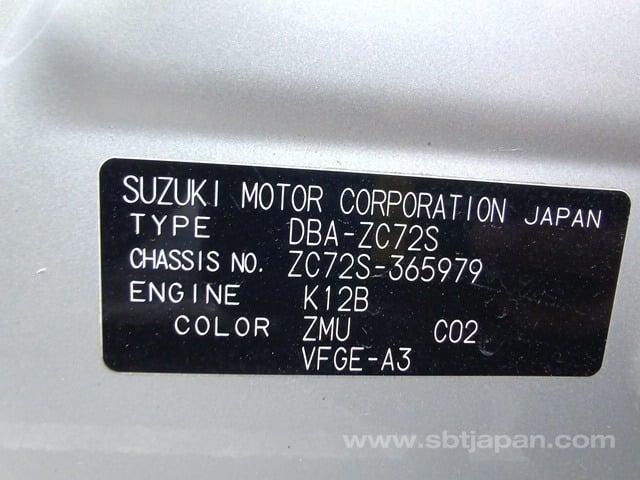 SUZUKI MOTOR CORPORATION JAPAN
TYPE DBA-ZC72S
CHASSIS NO. ZC72S-365979
ENGINE K12B
COLOR ZMU C02
VFGE-A3
www.sbtjapan.com